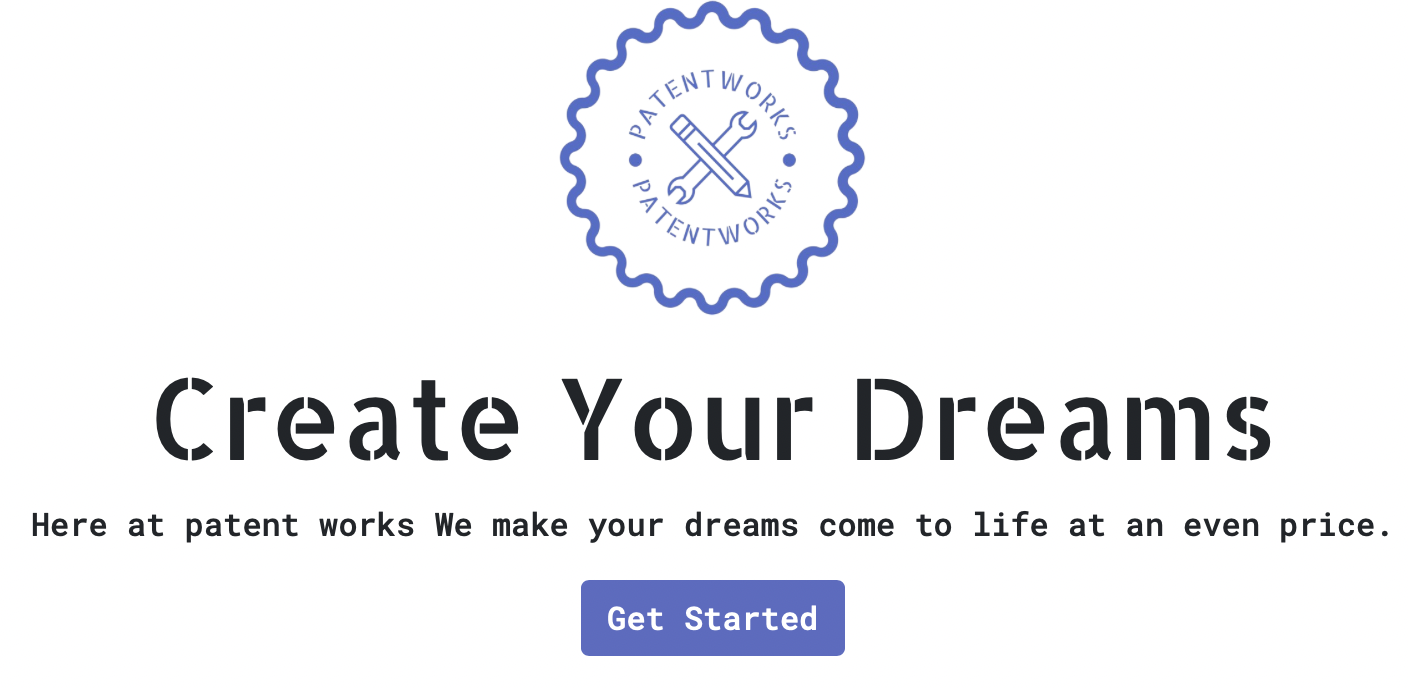 PATENTWORKS
PATENTWORKS
Create Your Dreams
Here at patent works We make your dreams come to life at an even price.
Get Started